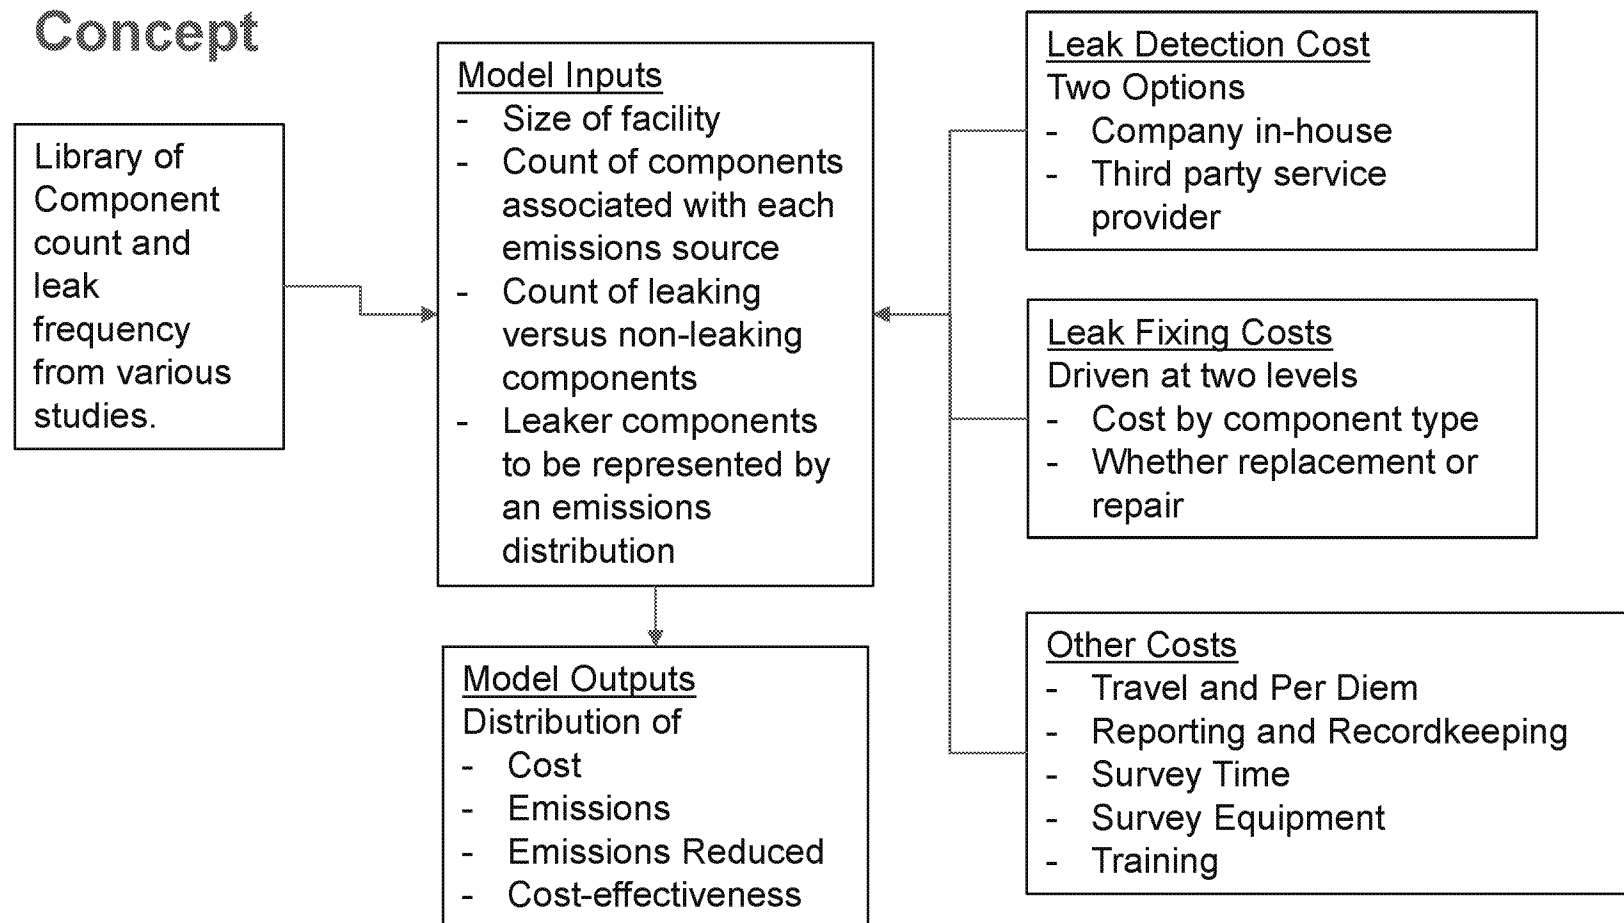 Concept
Library of
Component
count and
leak
frequency
from various
studies.
Model Inputs
- Size of facility
- Count of components
associated with each
emissions source
- Count of leaking
versus non-leaking
components
- Leaker components
to be represented by
an emissions
distribution
Model Outputs
Distribution of
- Cost
- Emissions
- Emissions Reduced
- Cost-effectiveness
Leak Detection Cost
Two Options
- Company in-house
- Third party service
provider
Leak Fixing Costs
Driven at two levels
- Cost by component type
- Whether replacement or
repair
Other Costs
- Travel and Per Diem
- Reporting and Recordkeeping
- Survey Time
- Survey Equipment
- Training